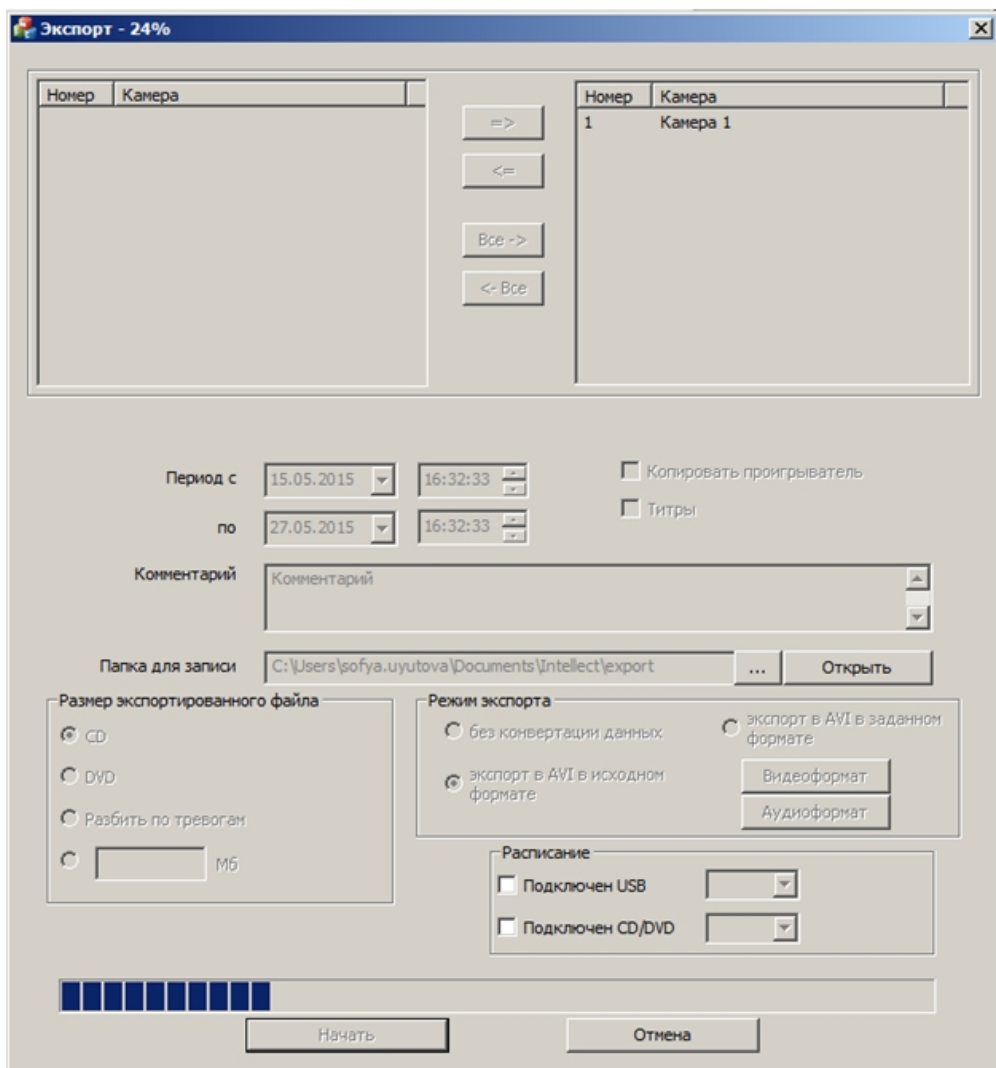 Экспорт - 24%
Номер Камера
Номер Камера
1 Камера 1
=>
<=
Все ->
<- Все
Период с 15.05.2015 16:32:33
Копировать проигрыватель
по 27.05.2015 16:32:33
Титры
Комментарий Комментарий
Папка для записи C:\Users\sofya.uyutova\Documents\Intellect\export ... Открыть
Размер экспортированного файла
CD
DVD
Разбить по тревогам
Мб
Режим экспорта
без конвертации данных
экспорт в AVI в исходном
формате
экспорт в AVI в заданном
формате
Видеоформат
Аудиоформат
Расписание
Подключен USB
Подключен CD/DVD
Начать
Отмена